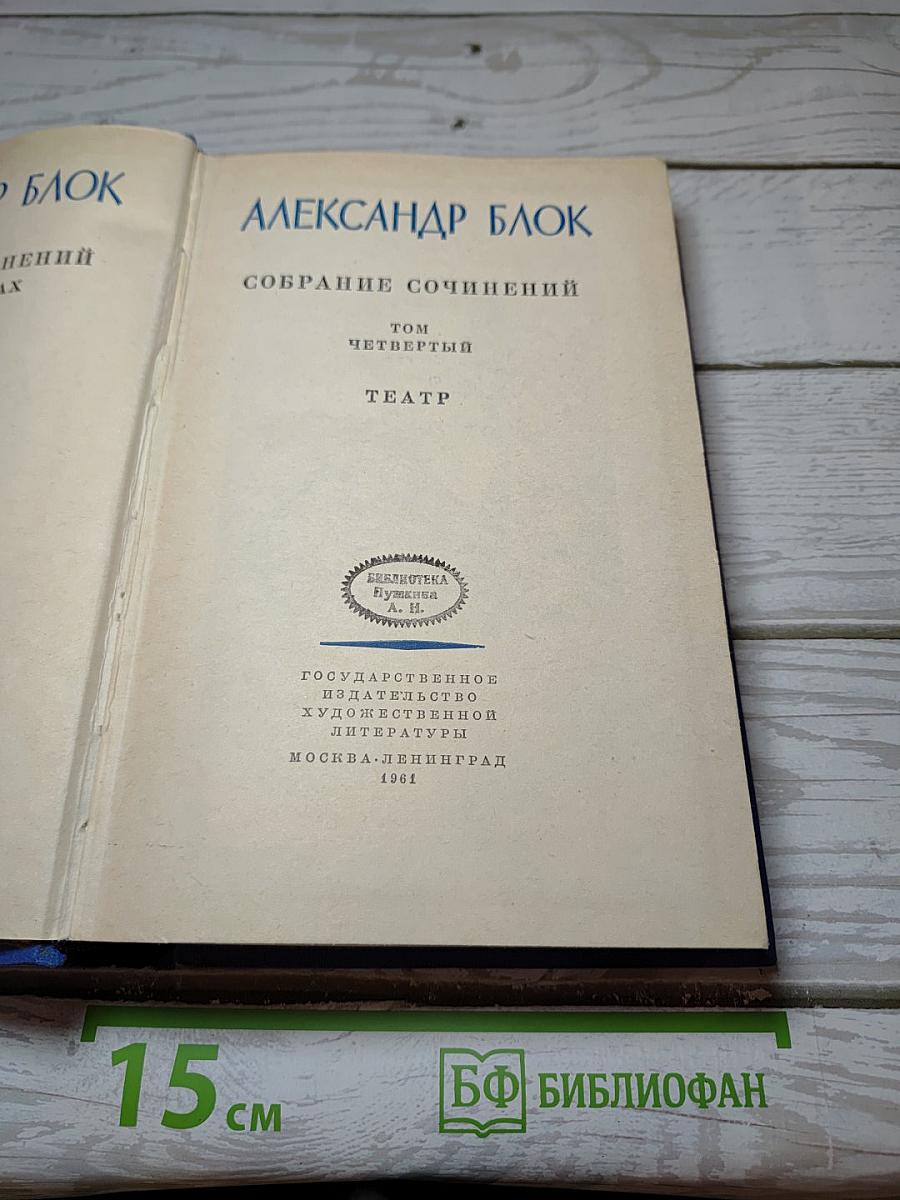 Р БЛОК
НЕНИЙ
АХ
АЛЕКСАНДР БЛОК
СОБРАНИЕ СОЧИНЕНИЙ
ТОМ
ЧЕТВЕРТЫЙ
ТЕАТР
БИБЛИОТЕКА
Пушкина
А. Н.
ГОСУДАРСТВЕННОЕ
ИЗДАТЕЛЬСТВО
ХУДОЖЕСТВЕННОЙ
ЛИТЕРАТУРЫ
МОСКВА·ЛЕНИНГРАД
1961
15 см
БФ БИБЛИОФАН